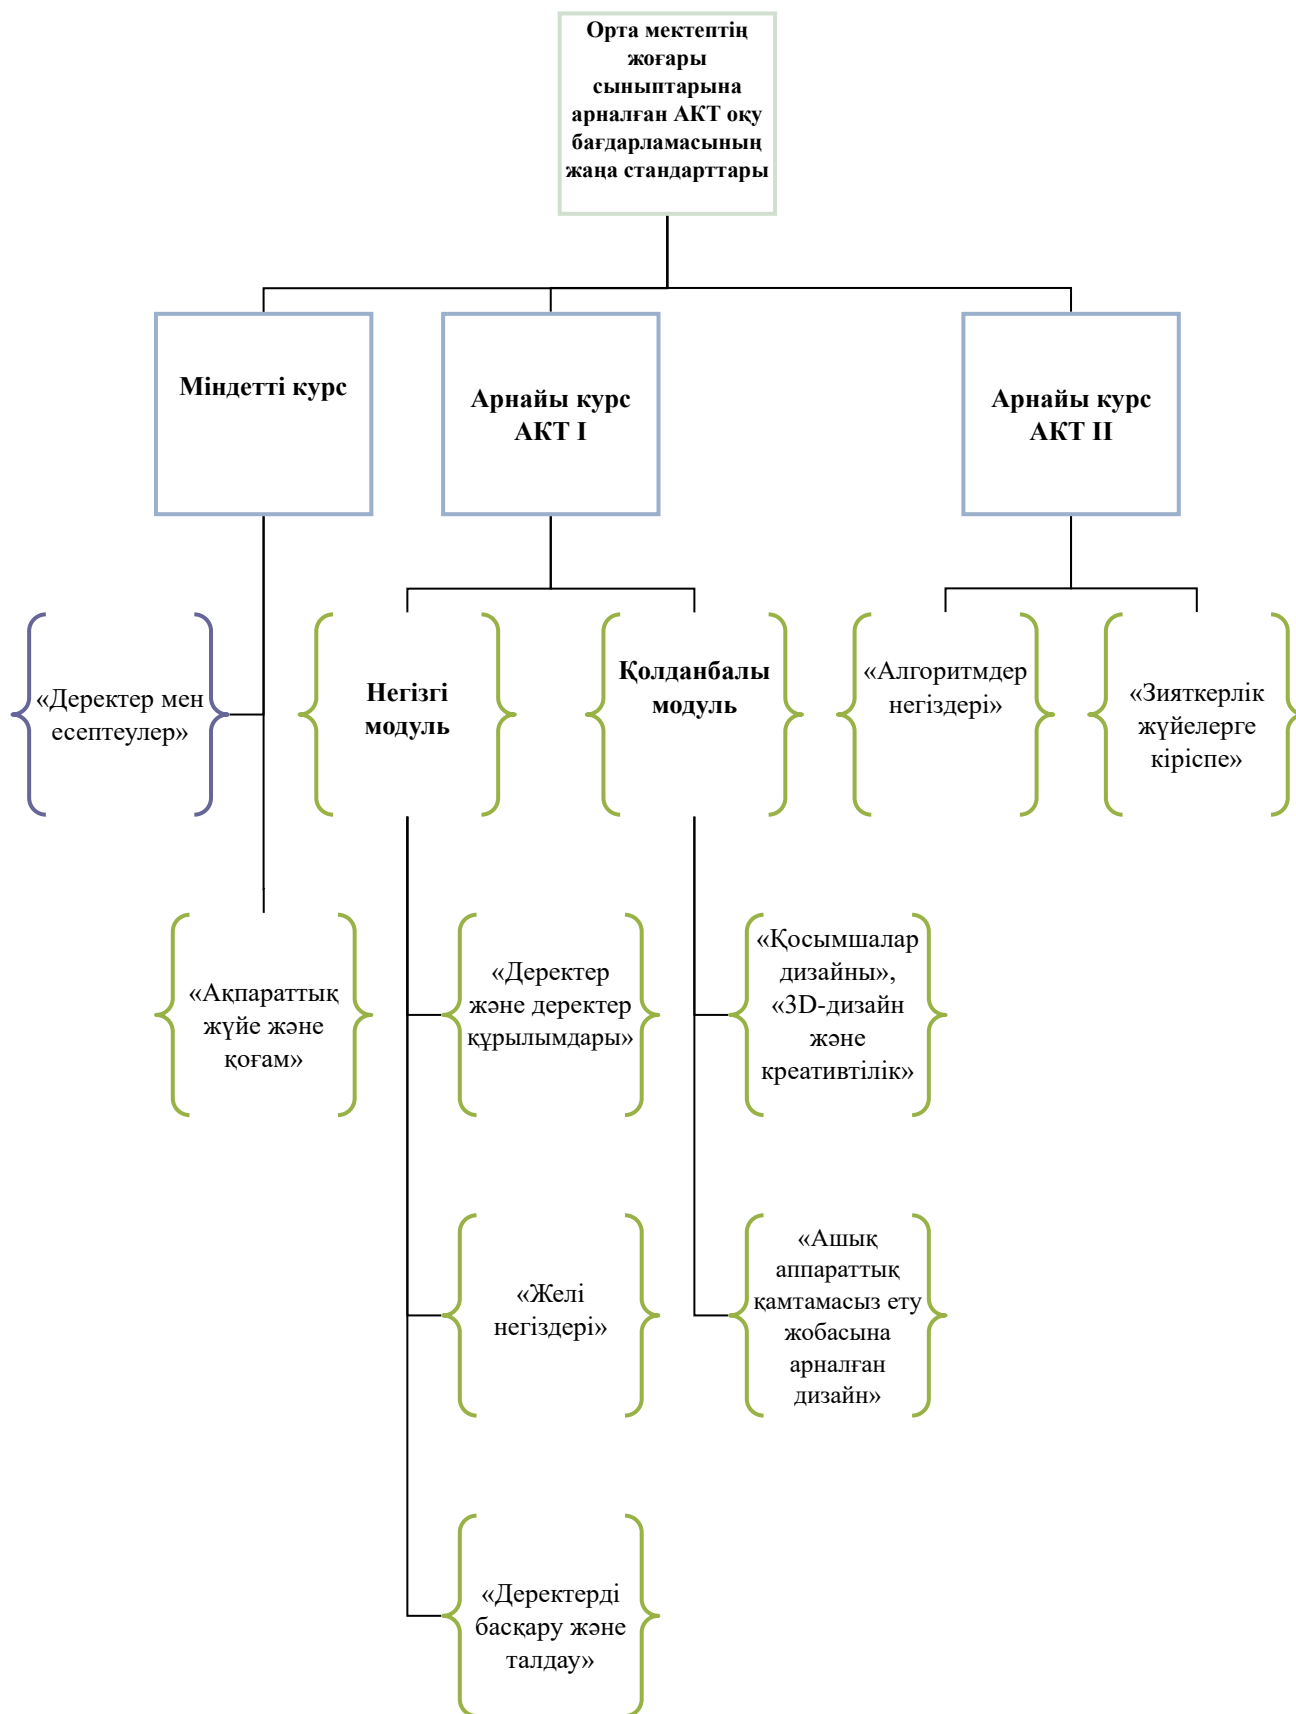 Орта мектептің
жоғары
сыныптарына
арналған АКТ оқу
бағдарламасының
жаңа стандарттары
Міндетті курс
Арнайы курс
АКТ I
Арнайы курс
АКТ II
«Деректер мен
есептеулер»
Негізгі
модуль
Қолданбалы
модуль
«Алгоритмдер
негіздері»
«Зияткерлік
жүйелерге
кіріспе»
«Ақпараттық
жүйе және
қоғам»
«Деректер
және деректер
құрылымдары»
«Қосымшалар
дизайны»,
«3D-дизайн
және
креативтілік»
«Желі
негіздері»
«Ашық
аппараттық
қамтамасыз ету
жобасына
арналған
дизайн»
«Деректерді
басқару және
талдау»